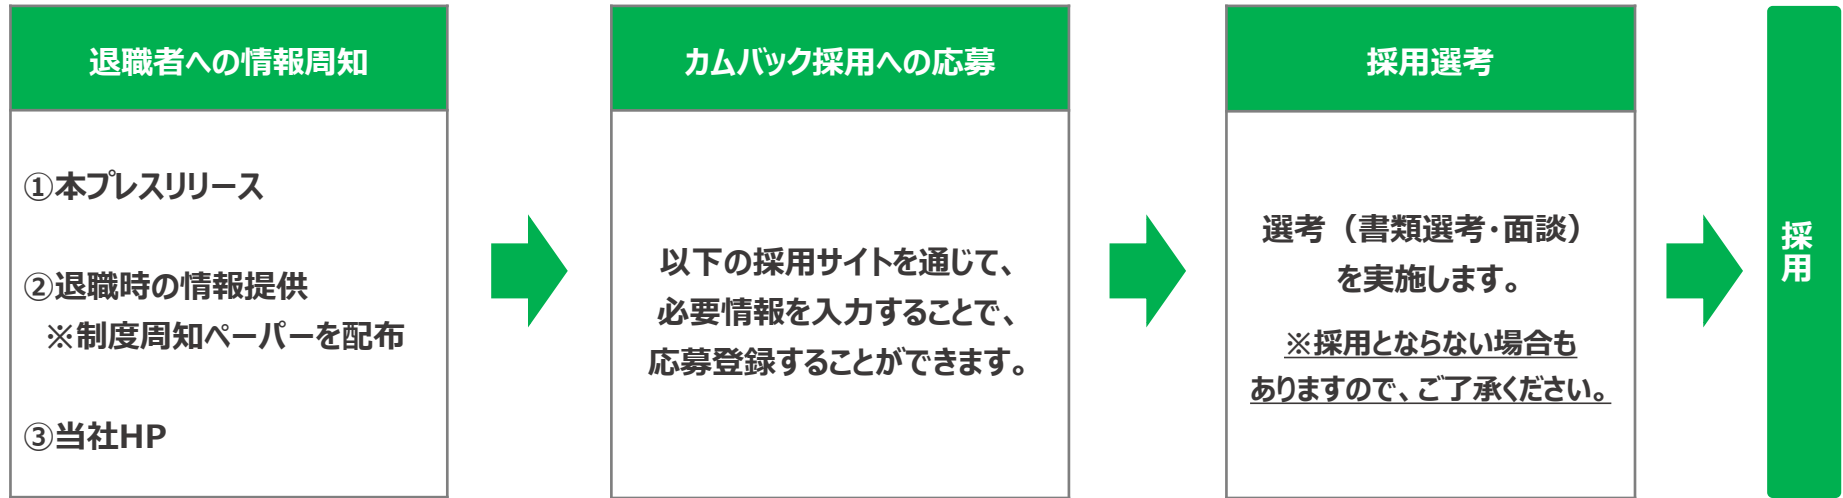 退職者への情報周知
①本プレスリリース
②退職時の情報提供
※制度周知ペーパーを配布
③当社HP
カムバック採用への応募
以下の採用サイトを通じて、
必要情報を入力することで、
応募登録することができます。
採用選考
選考（書類選考･面談）
を実施します。
※採用とならない場合も
ありますので、ご了承ください。
採用